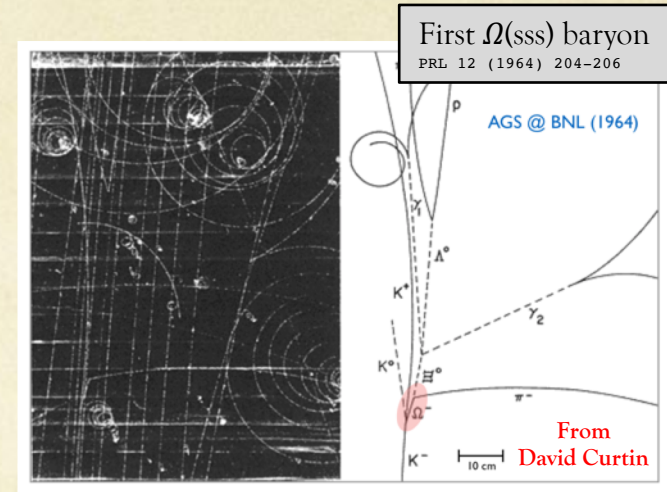 First Ω(sss) baryon
PRL 12 (1964) 204–206
AGS @ BNL (1964)
p
γ1
Λ°
K+
γ2
K°
Ξ°
π−
Ω−
K−
10 cm
From
David Curtin